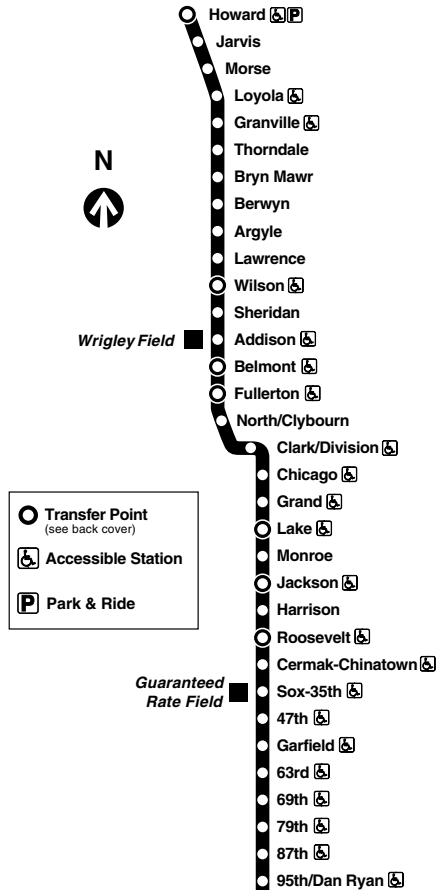 Howard P
Jarvis
Morse
Loyola
Granville
Thorndale
N
Bryn Mawr
Berwyn
Argyle
Lawrence
Wilson
Sheridan
Wrigley Field
Addison
Belmont
Fullerton
North/Clybourn
Clark/Division
Chicago
Grand
Lake
Monroe
Jackson
Harrison
Roosevelt
Cermak-Chinatown
Guaranteed
Rate Field
Sox-35th
47th
Garfield
63rd
69th
79th
87th
95th/Dan Ryan
Transfer Point
(see back cover)
Accessible Station
P Park & Ride